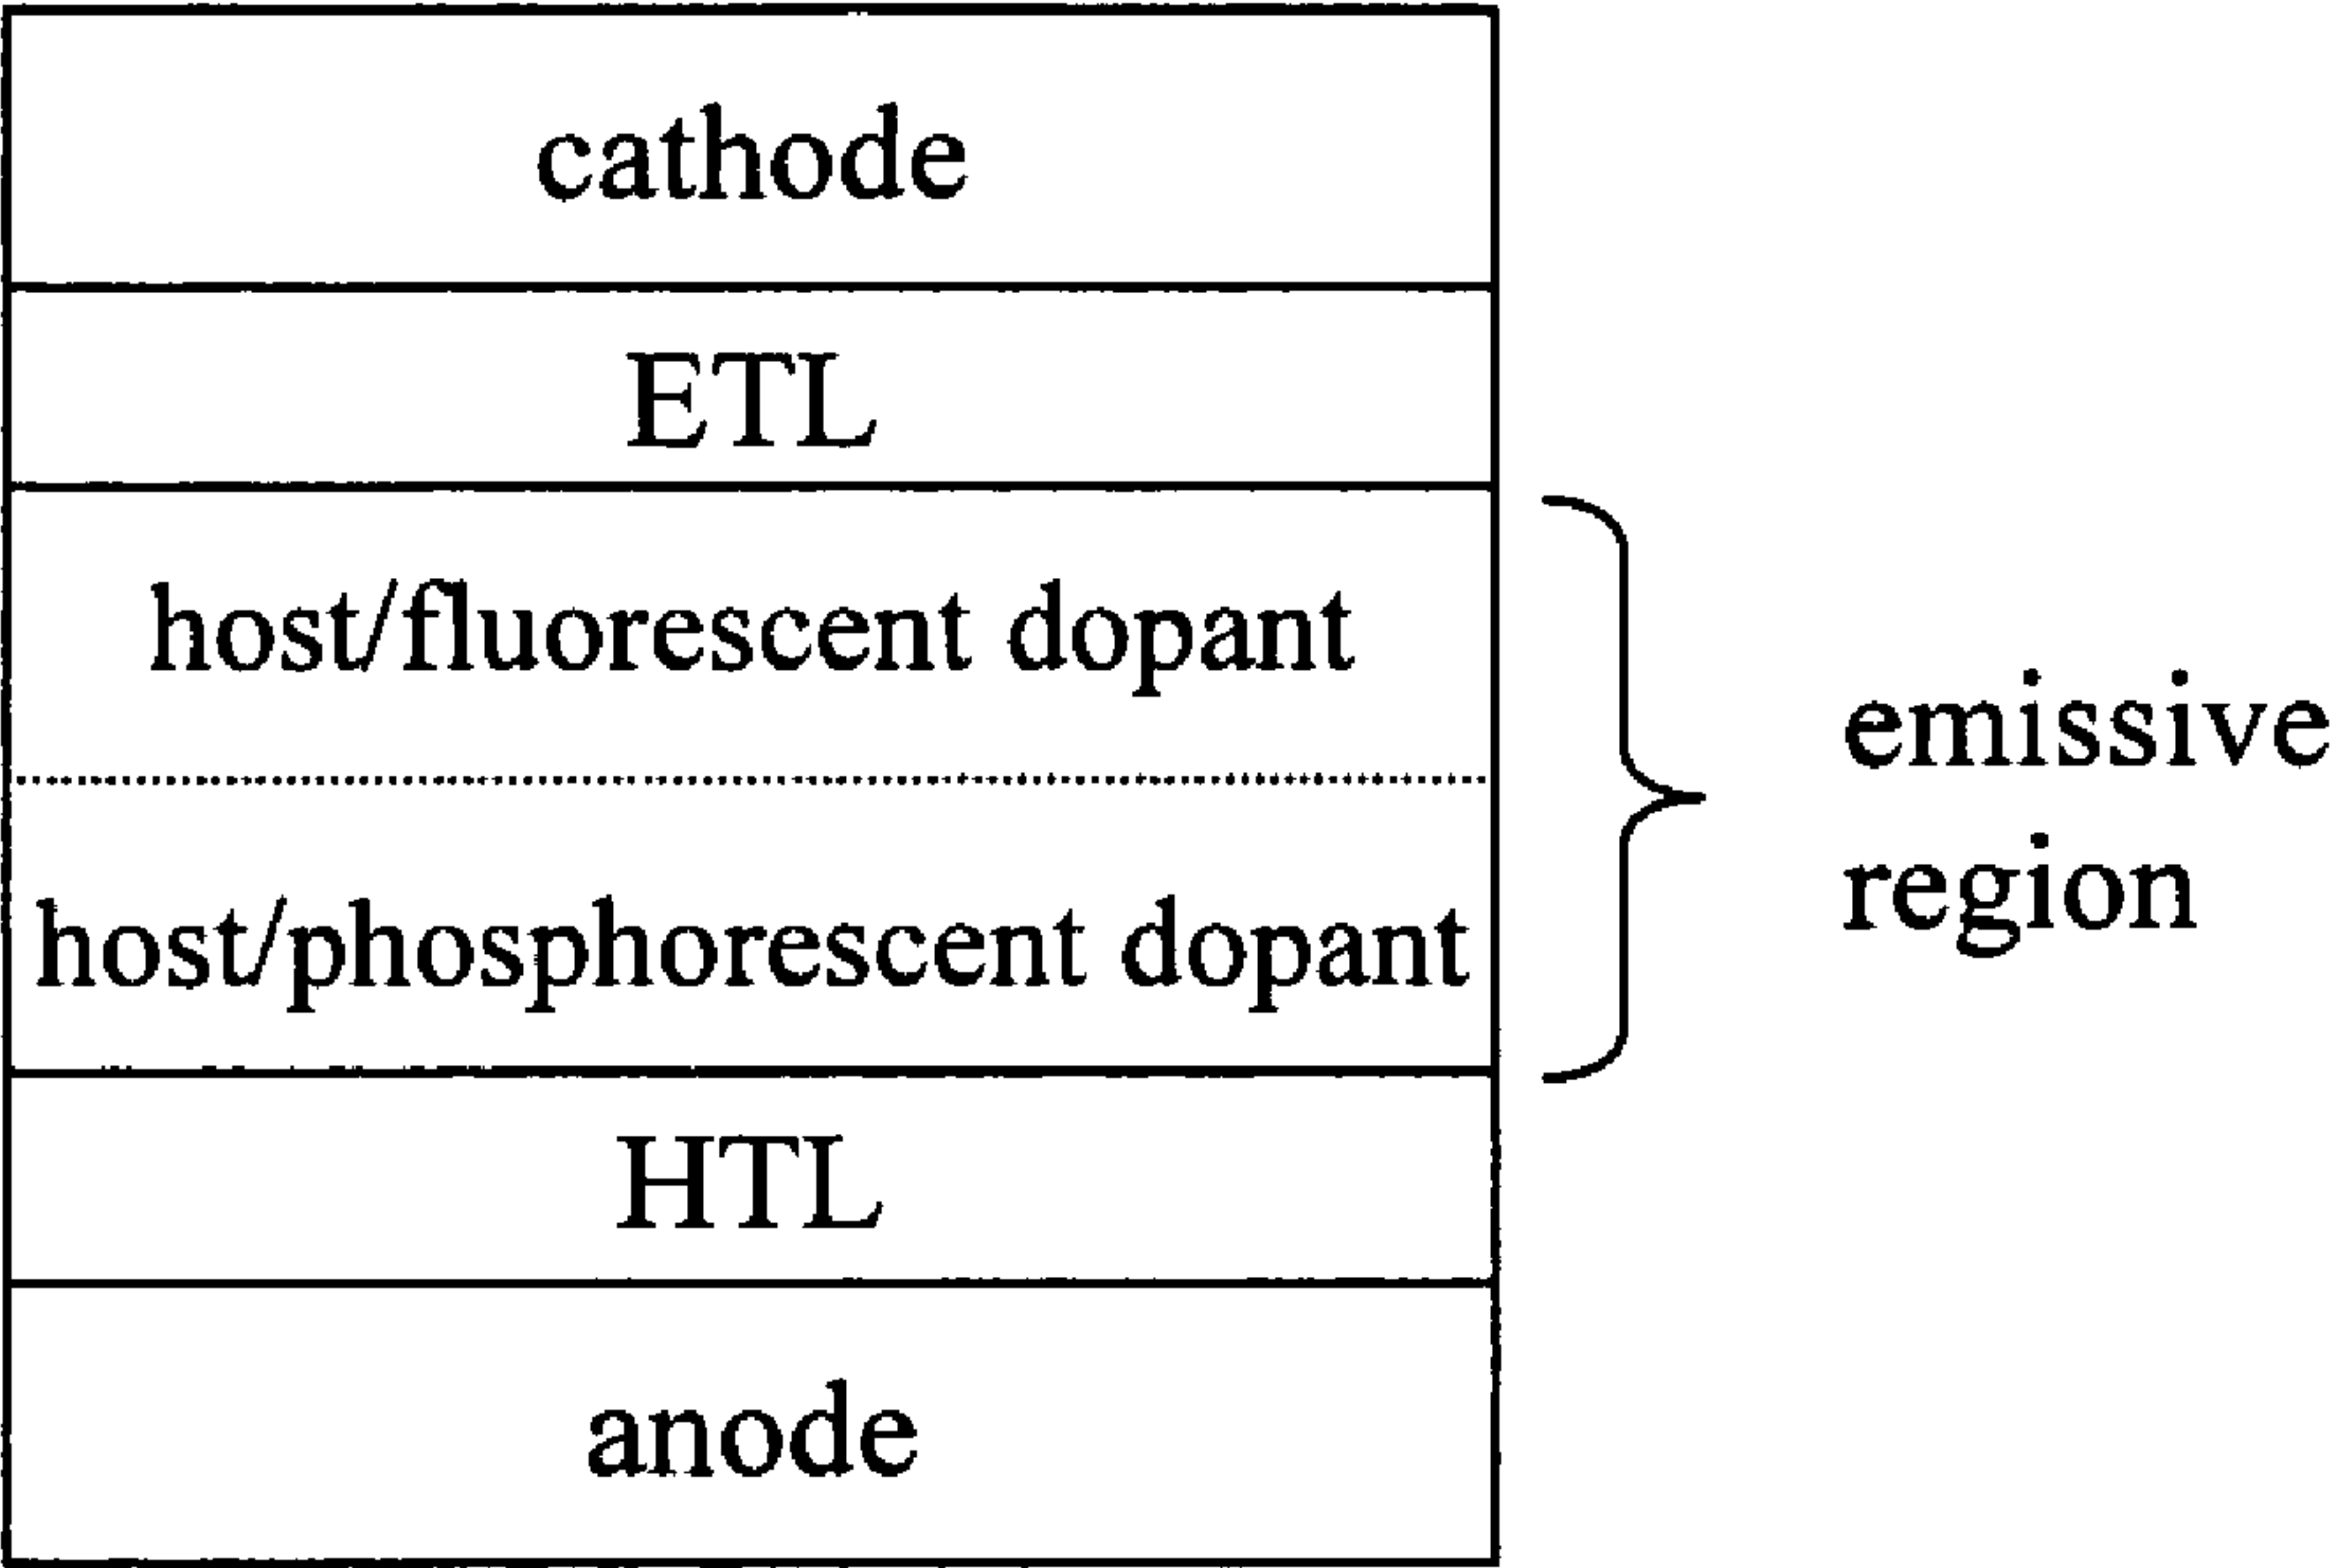 cathode
ETL
host/fluorescent dopant
host/phosphorescent dopant
emissive
region
HTL
anode